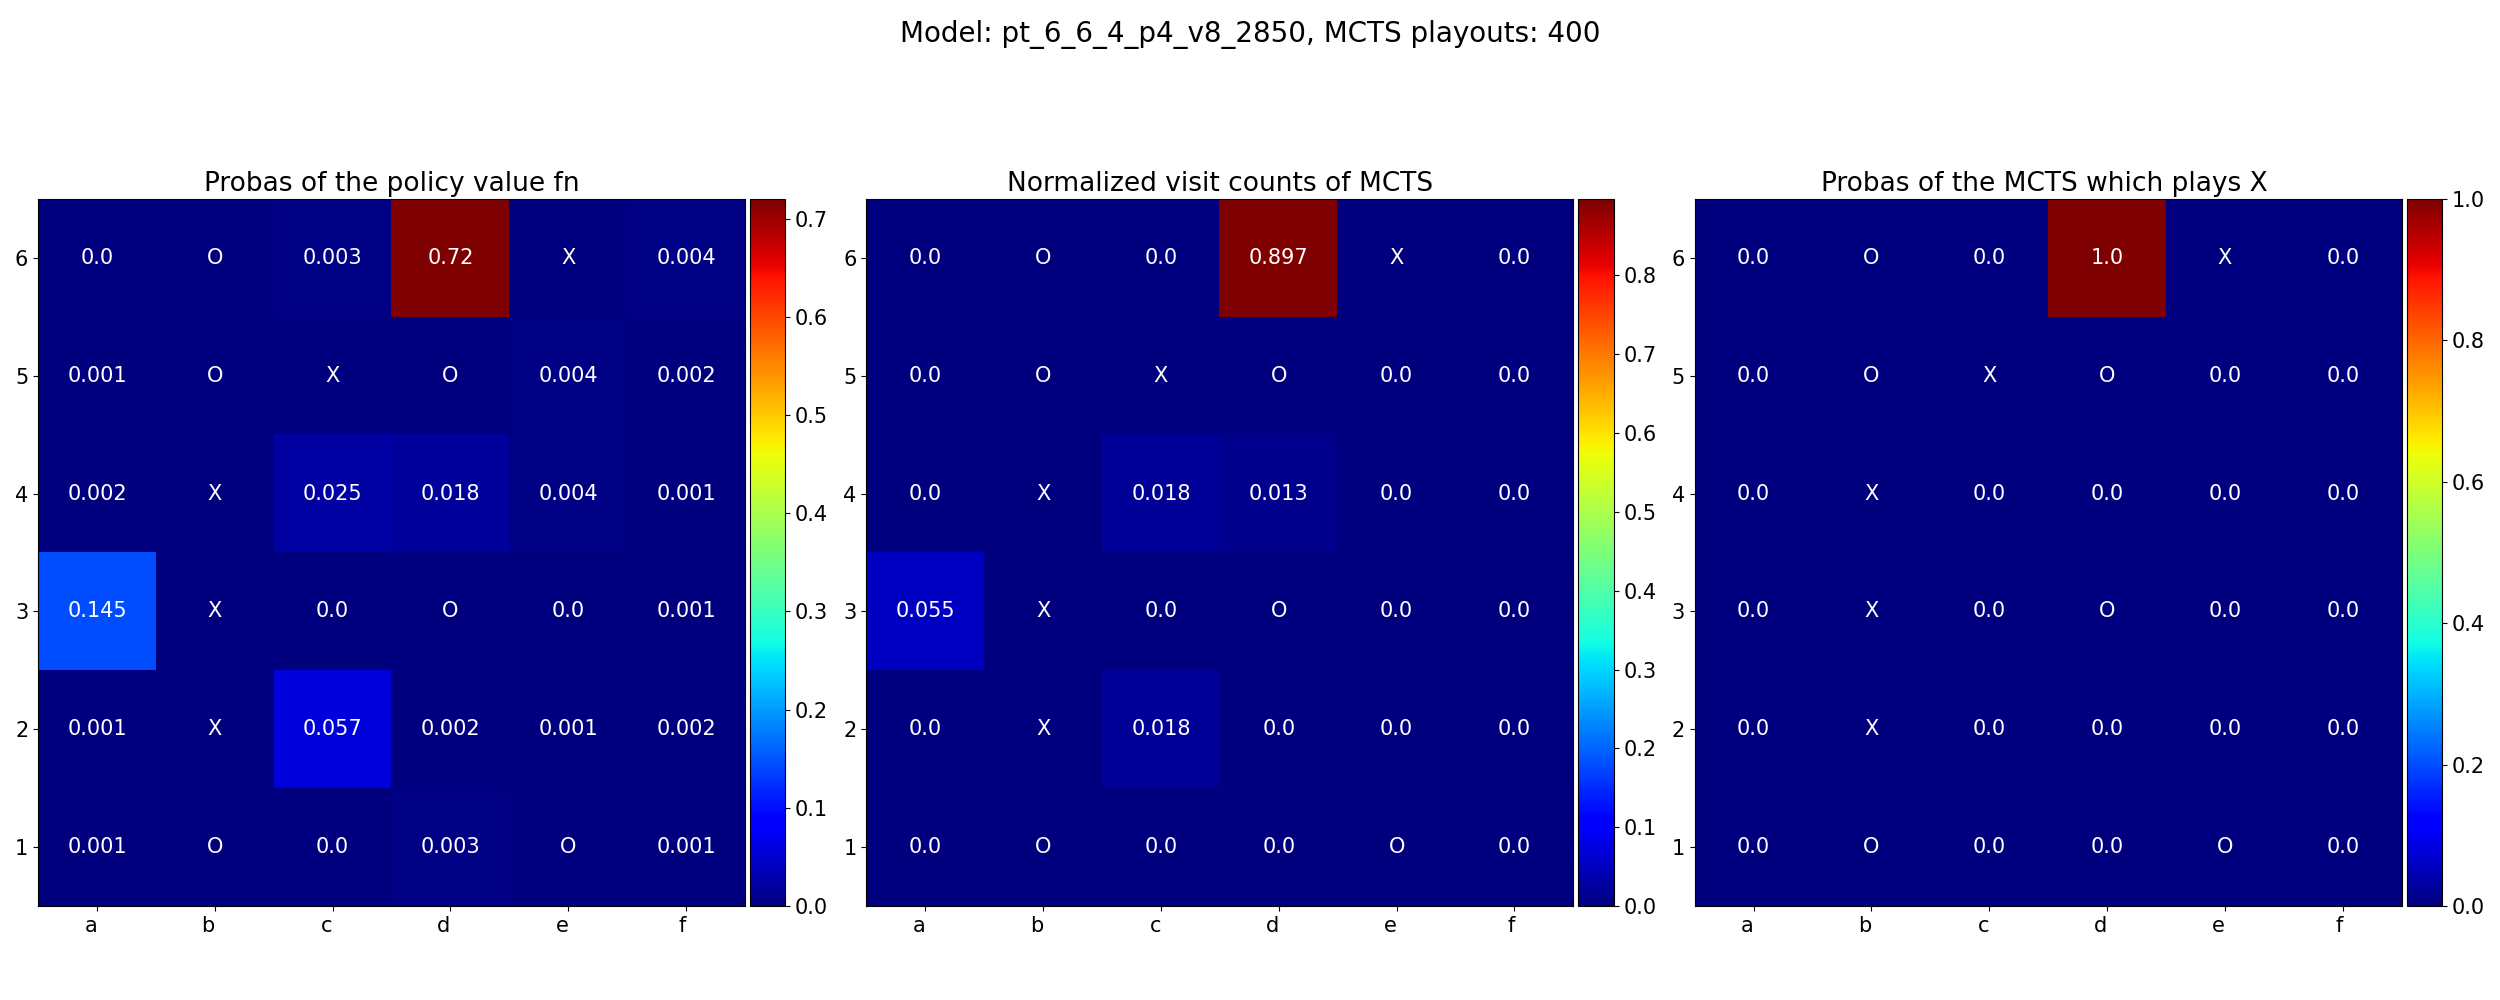 Model: pt_6_6_4_p4_v8_2850, MCTS playouts: 400
Probas of the policy value fn
6 0.0 O 0.003 0.72 X 0.004
5 0.001 O X O 0.004 0.002
4 0.002 X 0.025 0.018 0.004 0.001
3 0.145 X 0.0 O 0.0 0.001
2 0.001 X 0.057 0.002 0.001 0.002
1 0.001 O 0.0 0.003 O 0.001
a b c d e f
0.7
0.6
0.5
0.4
0.3
0.2
0.1
0.0
Normalized visit counts of MCTS
6 0.0 O 0.0 0.897 X 0.0
5 0.0 O X O 0.0 0.0
4 0.0 X 0.018 0.013 0.0 0.0
3 0.055 X 0.0 O 0.0 0.0
2 0.0 X 0.018 0.0 0.0 0.0
1 0.0 O 0.0 0.0 O 0.0
a b c d e f
0.8
0.7
0.6
0.5
0.4
0.3
0.2
0.1
0.0
Probas of the MCTS which plays X
6 0.0 O 0.0 1.0 X 0.0
5 0.0 O X O 0.0 0.0
4 0.0 X 0.0 0.0 0.0 0.0
3 0.0 X 0.0 O 0.0 0.0
2 0.0 X 0.0 0.0 0.0 0.0
1 0.0 O 0.0 0.0 O 0.0
a b c d e f
1.0
0.8
0.6
0.4
0.2
0.0